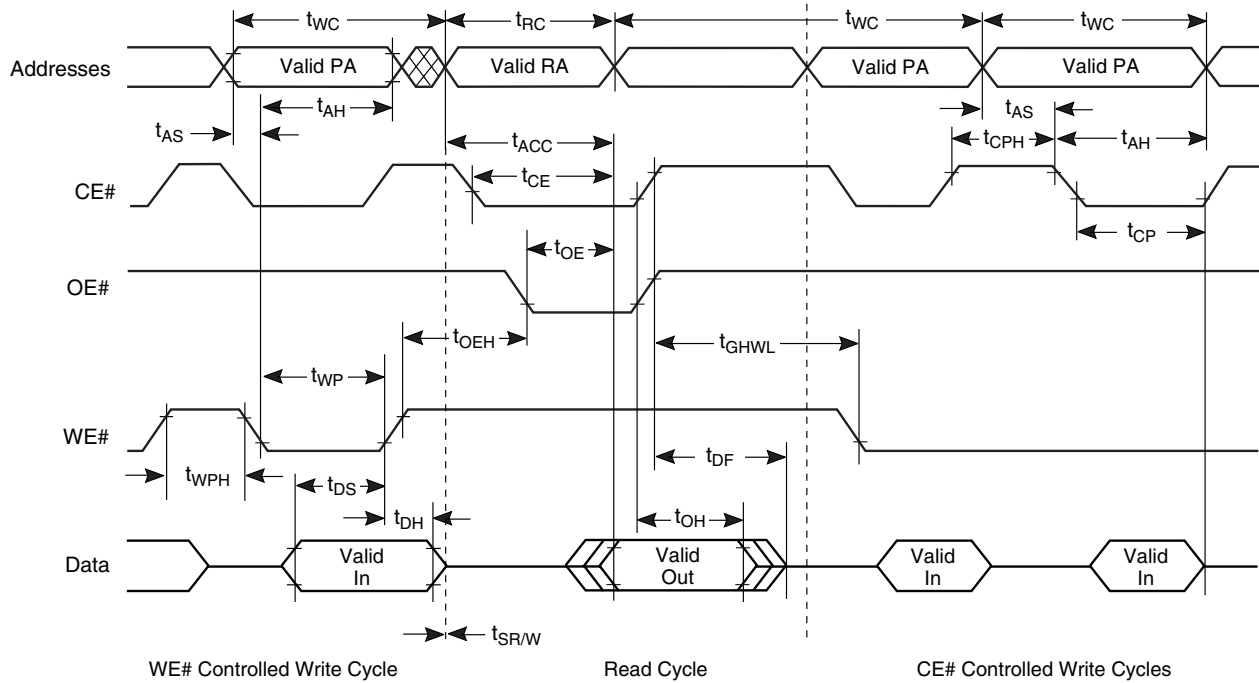 tWC tRC tWC tWC
Addresses Valid PA Valid RA Valid PA Valid PA
tAH tAS
tAS tACC tCPH tAH
CE# tCE
tCP
tOE
OE#
tOEH tGHWL
tWP
WE#
tDF
tWPH tDS
tDH tOH
Data Valid In Valid Out Valid In Valid In
tSR/W
WE# Controlled Write Cycle Read Cycle CE# Controlled Write Cycles